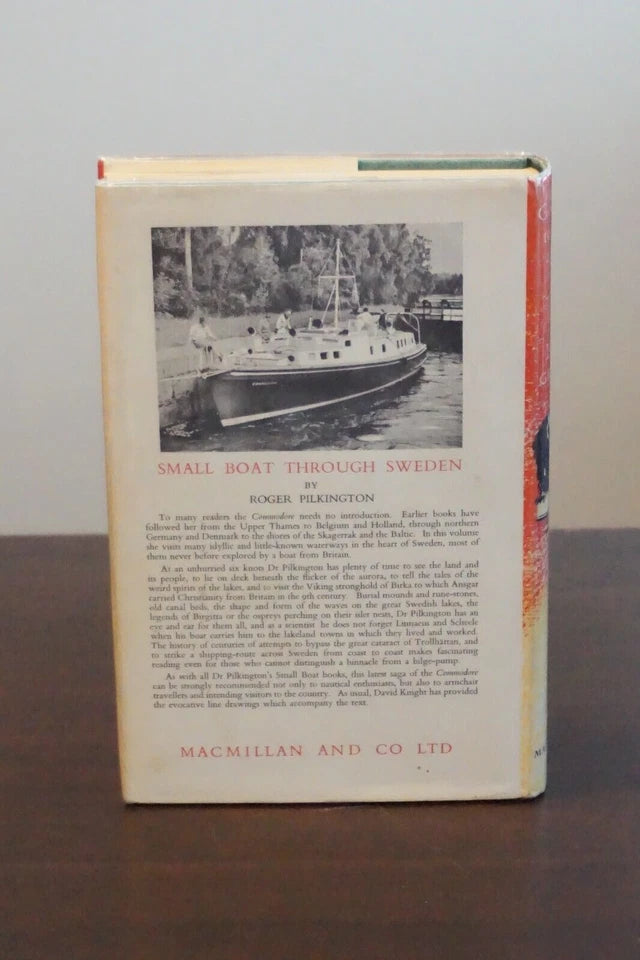 SMALL BOAT THROUGH SWEDEN
BY
ROGER PILKINGTON
To many readers the Commodore needs no introduction. Earlier books have
followed her from the Upper Thames to Belgium and Holland, through northern
Germany and Denmark to the shores of the Skagerrak and the Baltic. In this volume
she visits many idyllic and little-known waterways in the heart of Sweden, most of
them never before explored by a boat from Britain.
At an unhurried six knots Dr Pilkington has plenty of time to see the land and
its people, to lie on deck beneath the flicker of the aurora, to tell the tales of the
weird spirits of the lakes, and to visit the Viking stronghold of Birka to which Ansgar
carried Christianity from Britain in the 9th century. Burial mounds and rune-stones,
old canal beds, the shape and form of the waves on the great Swedish lakes, the
legends of Birgitta or the ospreys perching on their islet nests, Dr Pilkington has an
eye and ear for them all, and as a scientist he does not forget Linnaeus and Scheele
when his boat carries him to the lakeland towns in which they lived and worked.
The history of centuries of attempts to bypass the great cataract of Trollhättan, and
to strike a shipping-route across Sweden from coast to coast makes fascinating
reading even for those who cannot distinguish a binnacle from a bilge-pump.
As with all Dr Pilkington's Small Boat books, this latest saga of the Commodore
can be strongly recommended not only to nautical enthusiasts, but also to armchair
travellers and intending visitors to the country. As usual, David Knight has provided
the evocative line drawings which accompany the text.
MACMILLAN AND CO LTD